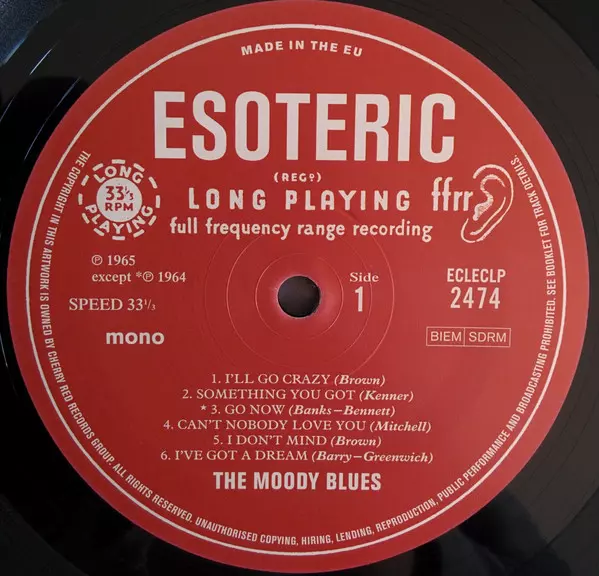 MADE IN THE EU
ESOTERIC
(REGD)
LONG PLAYING
ffrr
full frequency range recording
LONG
33 1/3
RPM
PLAYING
℗ 1965
except *℗ 1964
SPEED 33 1/3
mono
Side
1
ECLECLP
2474
BIEM SDRM
1. I'LL GO CRAZY (Brown)
2. SOMETHING YOU GOT (Kenner)
* 3. GO NOW (Banks–Bennett)
4. CAN'T NOBODY LOVE YOU (Mitchell)
5. I DON'T MIND (Brown)
6. I'VE GOT A DREAM (Barry–Greenwich)
THE MOODY BLUES
THE COPYRIGHT IN THIS ARTWORK IS OWNED BY CHERRY RED RECORDS GROUP. ALL RIGHTS RESERVED. UNAUTHORISED COPYING, HIRING, LENDING, REPRODUCTION, PUBLIC PERFORMANCE AND BROADCASTING PROHIBITED. SEE BOOKLET FOR TRACK DETAILS.